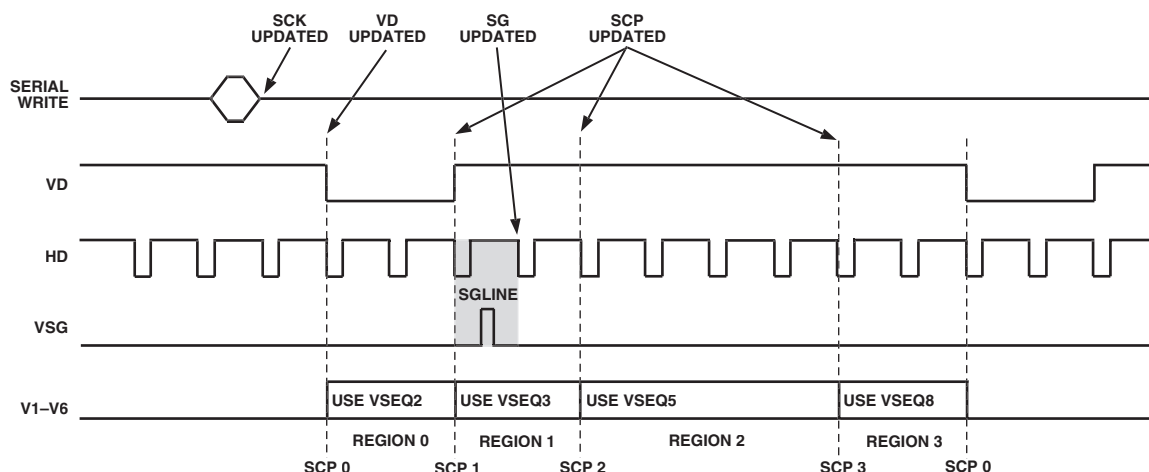 SCK
UPDATED
VD
UPDATED
SG
UPDATED
SCP
UPDATED
SERIAL
WRITE
VD
HD
SGLINE
VSG
V1–V6
USE VSEQ2
USE VSEQ3
USE VSEQ5
USE VSEQ8
REGION 0
REGION 1
REGION 2
REGION 3
SCP 0
SCP 1
SCP 2
SCP 3
SCP 0